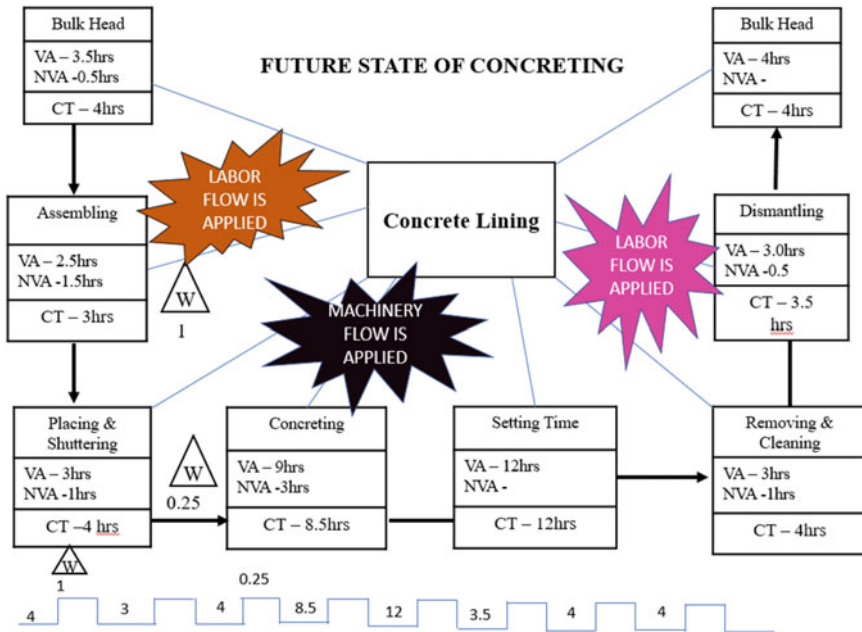 FUTURE STATE OF CONCRETING
Bulk Head
VA – 3.5hrs
NVA -0.5hrs
CT – 4hrs
LABOR
FLOW IS
APPLIED
Assembling
VA – 2.5hrs
NVA -1.5hrs
CT – 3hrs
W
1
Concrete Lining
MACHINERY
FLOW IS
APPLIED
LABOR
FLOW IS
APPLIED
Bulk Head
VA – 4hrs
NVA -
CT – 4hrs
Dismantling
VA – 3.0hrs
NVA -0.5
CT – 3.5
hrs
Placing &
Shuttering
VA – 3hrs
NVA -1hrs
CT –4 hrs
W
1
W
0.25
Concreting
VA – 9hrs
NVA -3hrs
CT – 8.5hrs
Setting Time
VA – 12hrs
NVA -
CT – 12hrs
Removing &
Cleaning
VA – 3hrs
NVA -1hrs
CT – 4hrs
0.25
4 3 4 8.5 12 3.5 4 4